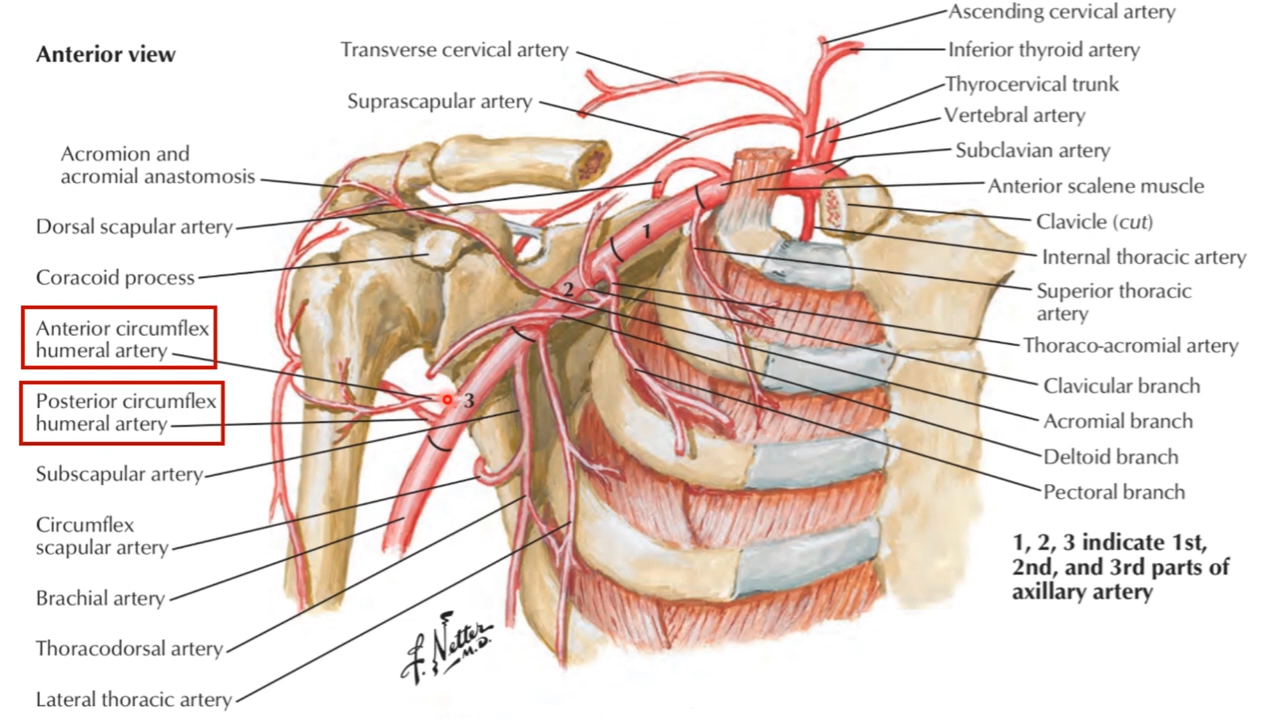 Anterior view
Transverse cervical artery
Suprascapular artery
Acromion and
acromial anastomosis
Dorsal scapular artery
Coracoid process
Anterior circumflex
humeral artery
Posterior circumflex
humeral artery
Subscapular artery
Circumflex
scapular artery
Brachial artery
Thoracodorsal artery
Lateral thoracic artery
1
2
3
F. Netter
M.D.
Ascending cervical artery
Inferior thyroid artery
Thyrocervical trunk
Vertebral artery
Subclavian artery
Anterior scalene muscle
Clavicle (cut)
Internal thoracic artery
Superior thoracic
artery
Thoraco-acromial artery
Clavicular branch
Acromial branch
Deltoid branch
Pectoral branch
1, 2, 3 indicate 1st,
2nd, and 3rd parts of
axillary artery